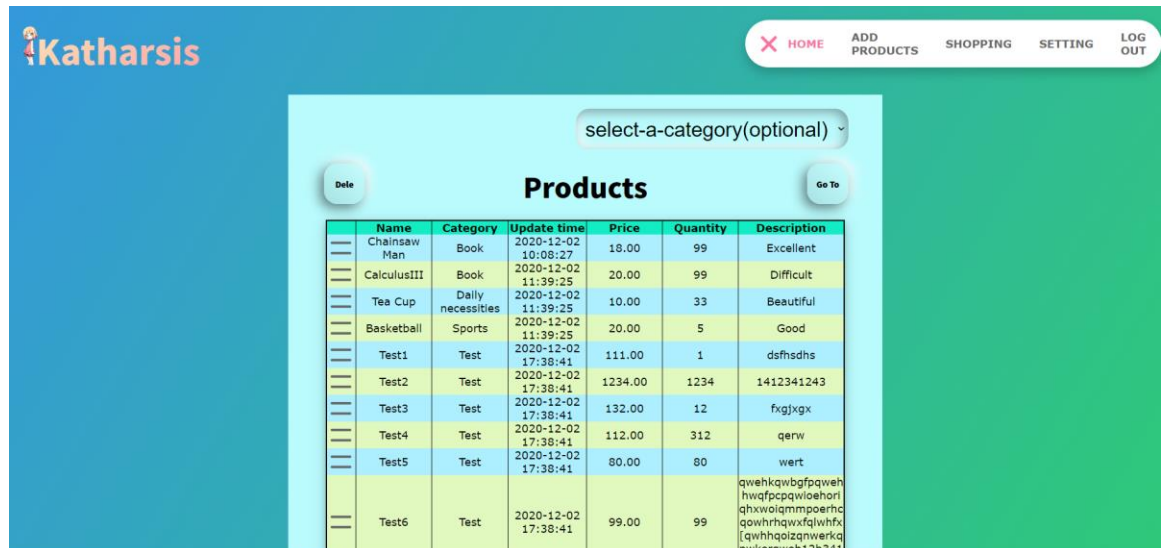 Katharsis
HOME ADD PRODUCTS SHOPPING SETTING LOG OUT
select-a-category(optional)
Dele Products Go To
Name Category Update time Price Quantity Description
Chainsaw Man Book 2020-12-02 10:08:27 18.00 99 Excellent
CalculusIII Book 2020-12-02 11:39:25 20.00 99 Difficult
Tea Cup Daily necessities 2020-12-02 11:39:25 10.00 33 Beautiful
Basketball Sports 2020-12-02 11:39:25 20.00 5 Good
Test1 Test 2020-12-02 17:38:41 111.00 1 dsfhsdhs
Test2 Test 2020-12-02 17:38:41 1234.00 1234 1412341243
Test3 Test 2020-12-02 17:38:41 132.00 12 fxgjxgx
Test4 Test 2020-12-02 17:38:41 112.00 312 qerw
Test5 Test 2020-12-02 17:38:41 80.00 80 wert
Test6 Test 2020-12-02 17:38:41 99.00 99 qwehkqwbgfpqweh
hwqfpcpqwioehori
qhxwoiqmmpoerhc
qowhrhqwxfqlwhfx
[qwhhqoizqnwerkq